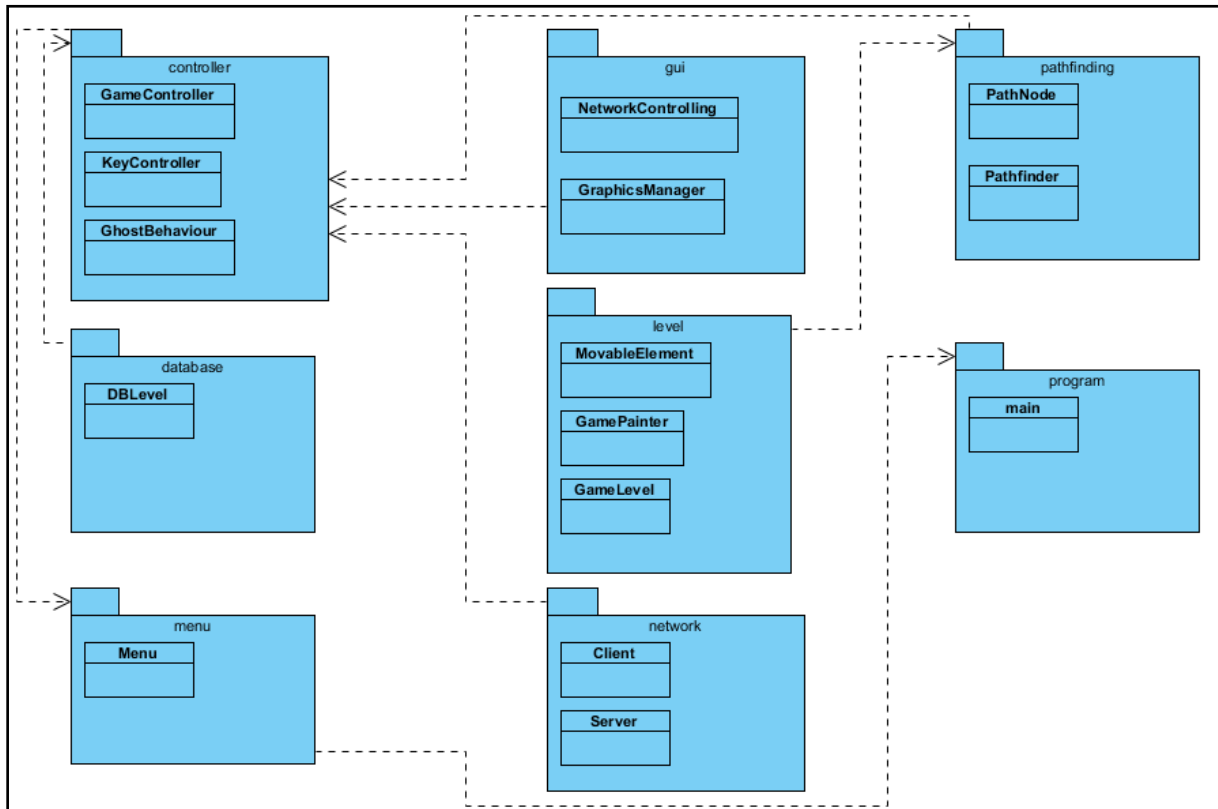 controller
GameController
KeyController
GhostBehaviour
gui
NetworkControlling
GraphicsManager
pathfinding
PathNode
Pathfinder
database
DBLevel
level
MovableElement
GamePainter
GameLevel
program
main
menu
Menu
network
Client
Server